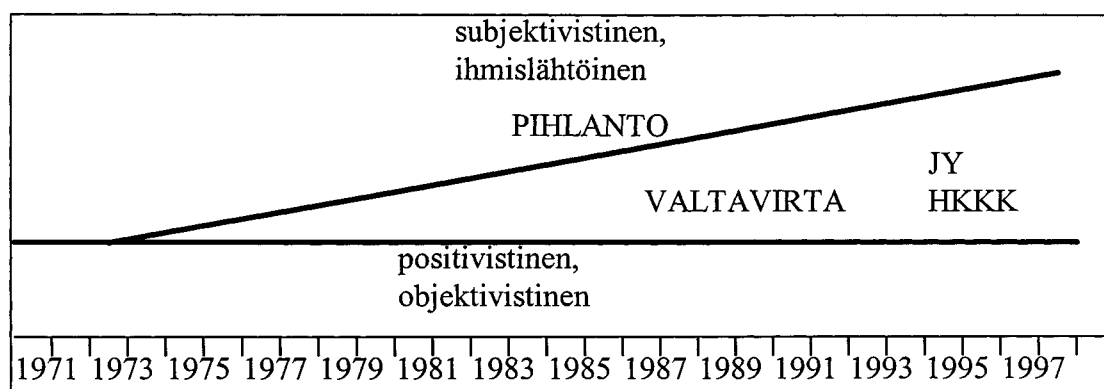 subjektivistinen,
ihmislähtöinen
PIHLANTO
JY
VALTAVIRTA HKKK
positivistinen,
objektivistinen
1971 1973 1975 1977 1979 1981 1983 1985 1987 1989 1991 1993 1995 1997